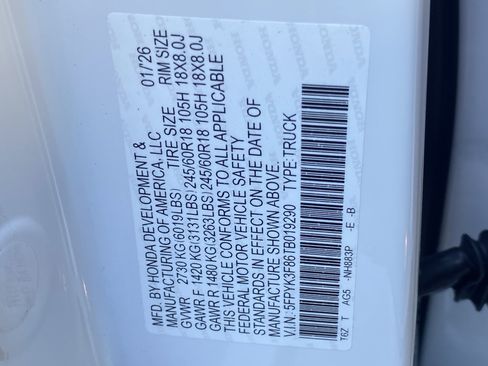 MFD. BY HONDA DEVELOPMENT & 01/'26
MANUFACTURING OF AMERICA, LLC
TIRE SIZE RIM SIZE
GVWR 2730 KG(6019LBS)
GAWR F 1420 KG(3131LBS) 245/60R18 105H 18X8.0J
GAWR R 1480 KG(3263LBS) 245/60R18 105H 18X8.0J
THIS VEHICLE CONFORMS TO ALL APPLICABLE
FEDERAL MOTOR VEHICLE SAFETY
STANDARDS IN EFFECT ON THE DATE OF
MANUFACTURE SHOWN ABOVE.
V.I.N: 5FPYK3F86TB019290 TYPE:TRUCK
T6Z T AG5 -NH883P -E -B
HONDA